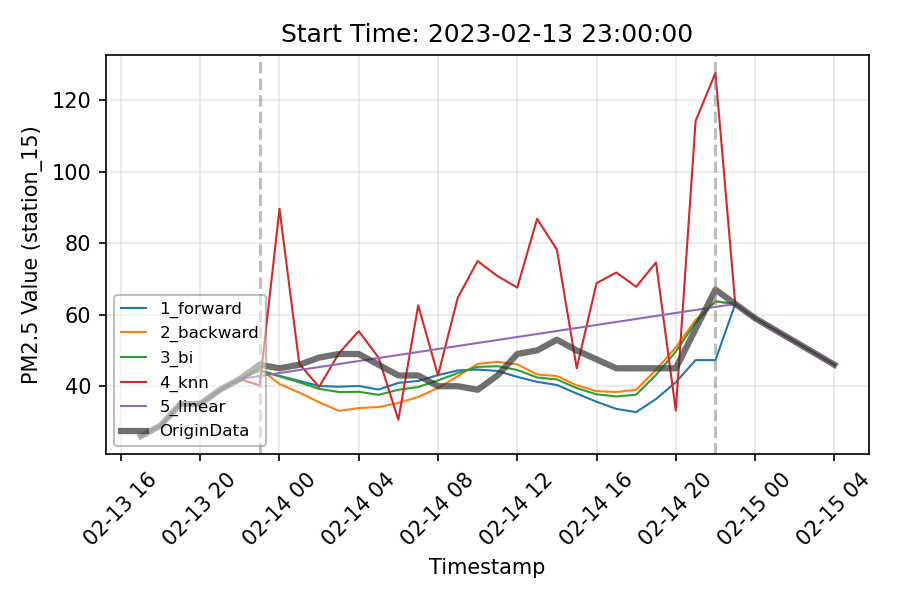 Start Time: 2023-02-13 23:00:00
PM2.5 Value (station_15)
120
100
80
60
40
1_forward
2_backward
3_bi
4_knn
5_linear
OriginData
02-13 16
02-13 20
02-14 00
02-14 04
02-14 08
02-14 12
02-14 16
02-14 20
02-15 00
02-15 04
Timestamp